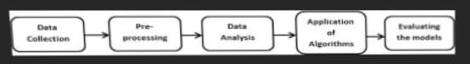 Data
Collection
Pre-
processing
Data
Analysis
Application
of
Algorithms
Evaluating
the models